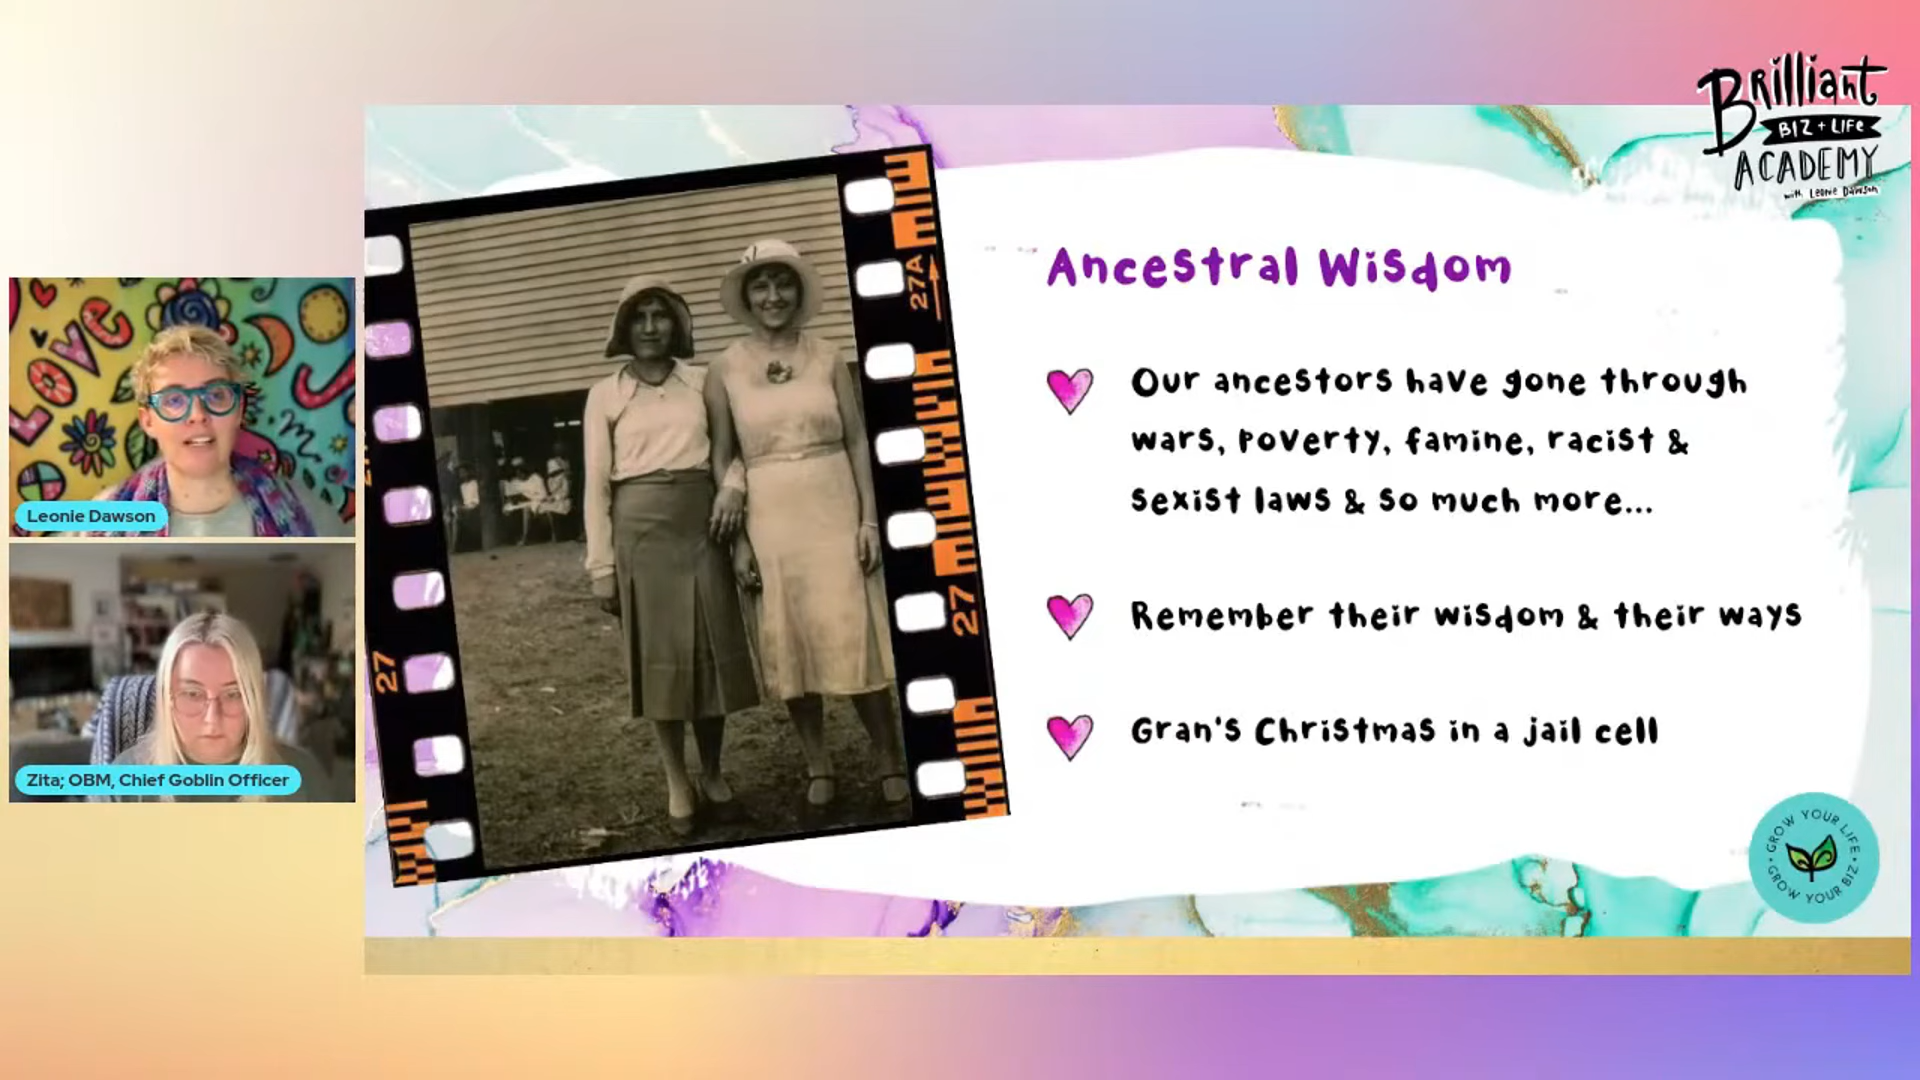 Brilliant
BIZ + LIFE
ACADEMY
with Leonie Dawson
Love
Leonie Dawson
Zita; OBM, Chief Goblin Officer
27A
27
27
Ancestral Wisdom
Our ancestors have gone through
wars, poverty, famine, racist &
sexist laws & so much more...
Remember their wisdom & their ways
Gran's Christmas in a jail cell
GROW YOUR LIFE
GROW YOUR BIZ